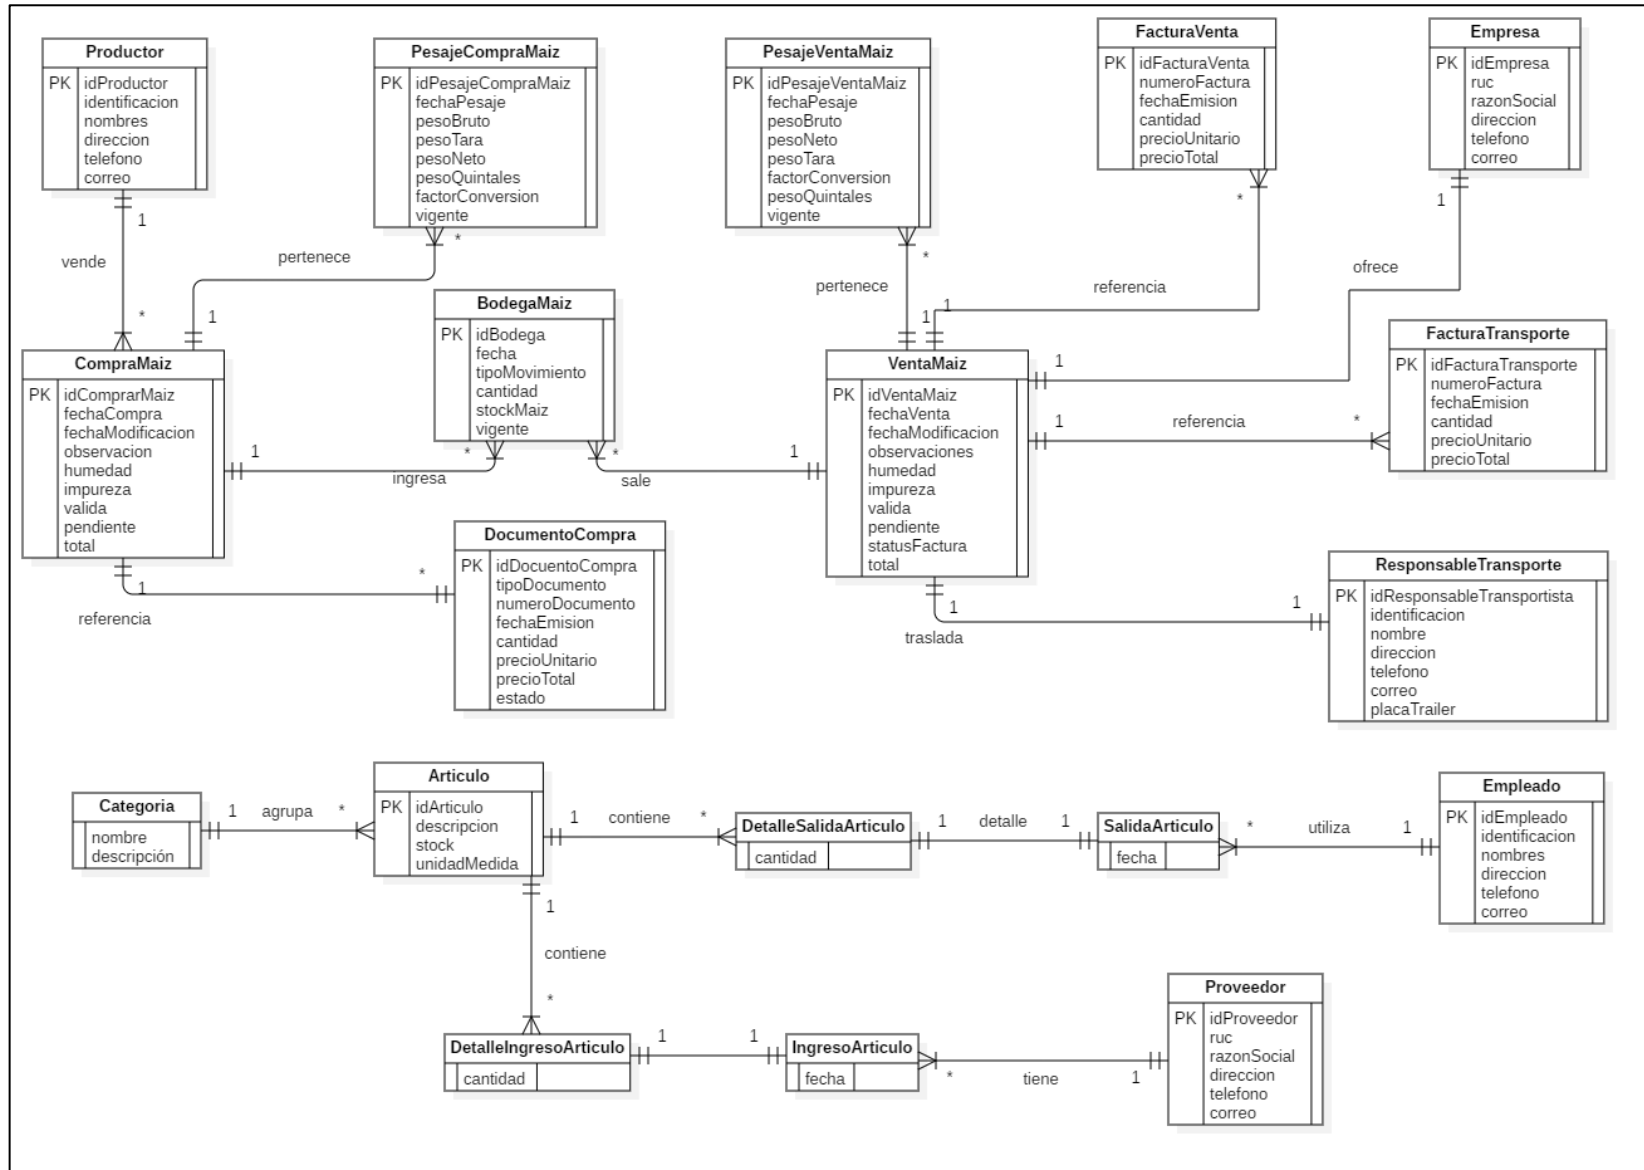 Productor
PK idProductor
identificacion
nombres
direccion
telefono
correo
1
vende
*
PesajeCompraMaiz
PK idPesajeCompraMaiz
fechaPesaje
pesoBruto
pesoTara
pesoNeto
pesoQuintales
factorConversion
vigente
*
pertenece
1
PesajeVentaMaiz
PK idPesajeVentaMaiz
fechaPesaje
pesoBruto
pesoNeto
pesoTara
factorConversion
pesoQuintales
vigente
*
pertenece
1
FacturaVenta
PK idFacturaVenta
numeroFactura
fechaEmision
cantidad
precioUnitario
precioTotal
*
referencia
1
Empresa
PK idEmpresa
ruc
razonSocial
direccion
telefono
correo
1
ofrece
1
CompraMaiz
PK idComprarMaiz
fechaCompra
fechaModificacion
observacion
humedad
impureza
valida
pendiente
total
1
ingresa
*
BodegaMaiz
PK idBodega
fecha
tipoMovimiento
cantidad
stockMaiz
vigente
*
sale
1
VentaMaiz
PK idVentaMaiz
fechaVenta
fechaModificacion
observaciones
humedad
impureza
valida
pendiente
statusFactura
total
1
referencia
*
FacturaTransporte
PK idFacturaTransporte
numeroFactura
fechaEmision
cantidad
precioUnitario
precioTotal
1
referencia
*
DocumentoCompra
PK idDocuentoCompra
tipoDocumento
numeroDocumento
fechaEmision
cantidad
precioUnitario
precioTotal
estado
1
traslada
1
ResponsableTransporte
PK idResponsableTransportista
identificacion
nombre
direccion
telefono
correo
placaTrailer
Categoria
nombre
descripción
1
agrupa
*
Articulo
PK idArticulo
descripcion
stock
unidadMedida
1
contiene
*
DetalleSalidaArticulo
cantidad
1
detalle
1
SalidaArticulo
fecha
*
utiliza
1
Empleado
PK idEmpleado
identificacion
nombres
direccion
telefono
correo
1
contiene
*
DetalleIngresoArticulo
cantidad
1
1
IngresoArticulo
fecha
*
tiene
1
Proveedor
PK idProveedor
ruc
razonSocial
direccion
telefono
correo